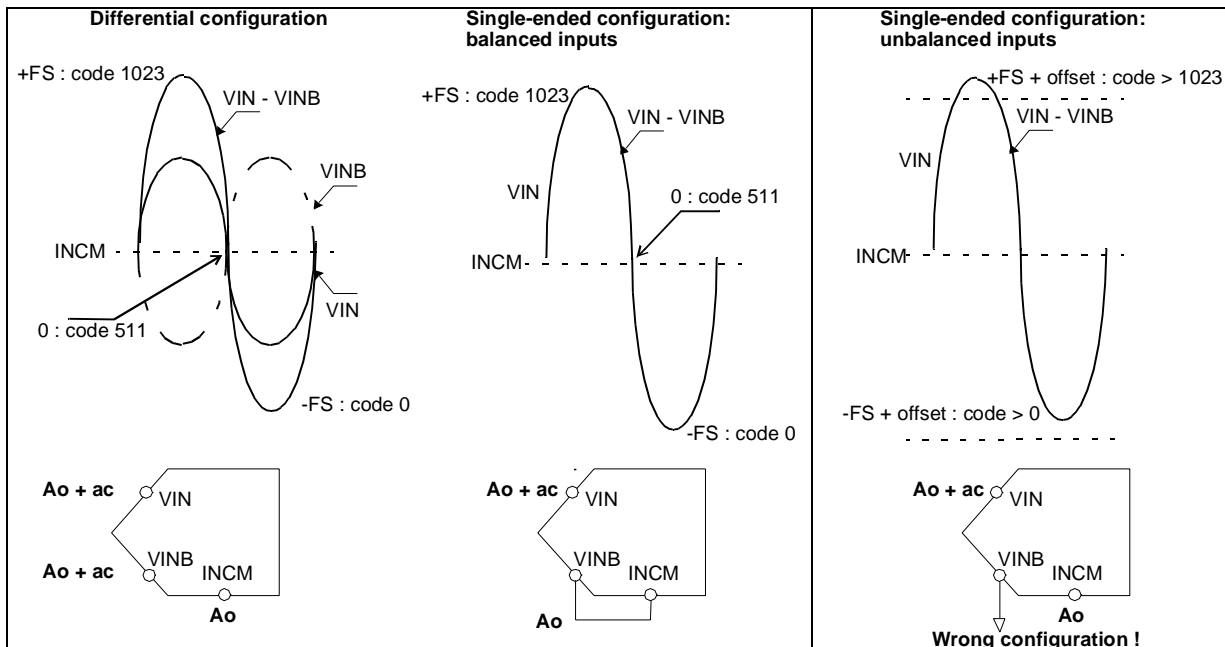 Differential configuration
+FS : code 1023
VIN - VINB
VINB
INCM
VIN
0 : code 511
-FS : code 0
Ao + ac
VIN
Ao + ac
VINB
INCM
Ao
Single-ended configuration:
balanced inputs
+FS : code 1023
VIN - VINB
VIN
0 : code 511
INCM
-FS : code 0
Ao + ac
VIN
VINB
INCM
Ao
Single-ended configuration:
unbalanced inputs
+FS + offset : code > 1023
VIN - VINB
VIN
INCM
-FS + offset : code > 0
Ao + ac
VIN
VINB
INCM
Ao
Wrong configuration !